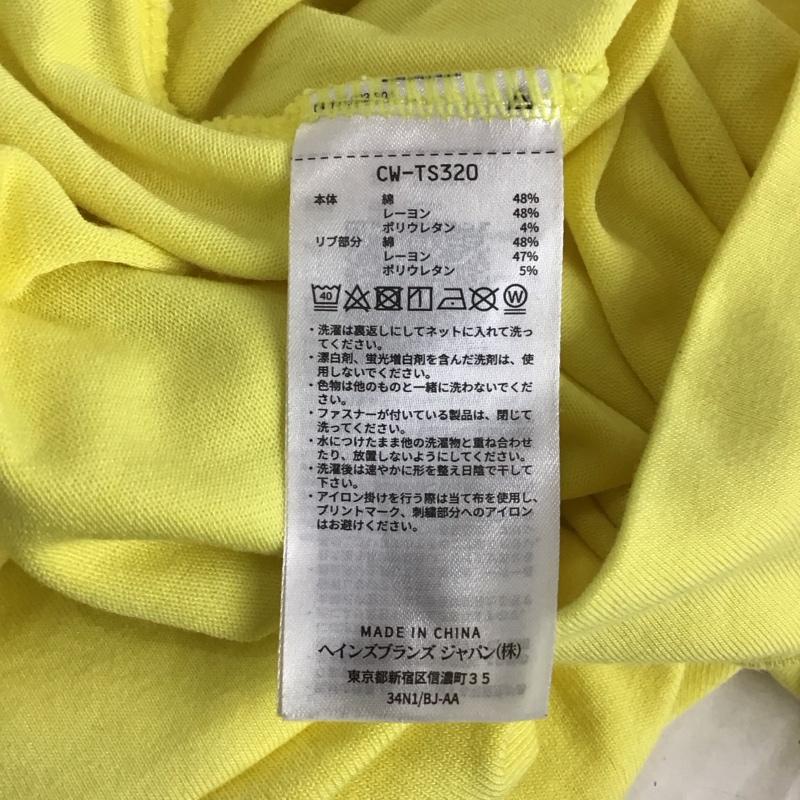 CW-TS320
本体 綿 48%
レーヨン 48%
ポリウレタン 4%
リブ部分 綿 48%
レーヨン 47%
ポリウレタン 5%
40 W
・洗濯は裏返しにしてネットに入れて洗っ
てください。
・漂白剤、蛍光増白剤を含んだ洗剤は、使
用しないでください。
・色物は他のものと一緒に洗わないでくだ
さい。
・ファスナーが付いている製品は、閉じて
洗ってください。
・水につけたまま他の洗濯物と重ね合わせ
たり、放置しないようにしてください。
・洗濯後は速やかに形を整え日陰で干して
下さい。
・アイロン掛けを行う際は当て布を使用し、
プリントマーク、刺繍部分へのアイロン
はお避けください。
MADE IN CHINA
ヘインズブランズ ジャパン(株)
東京都新宿区信濃町35
34N1/BJ-AA